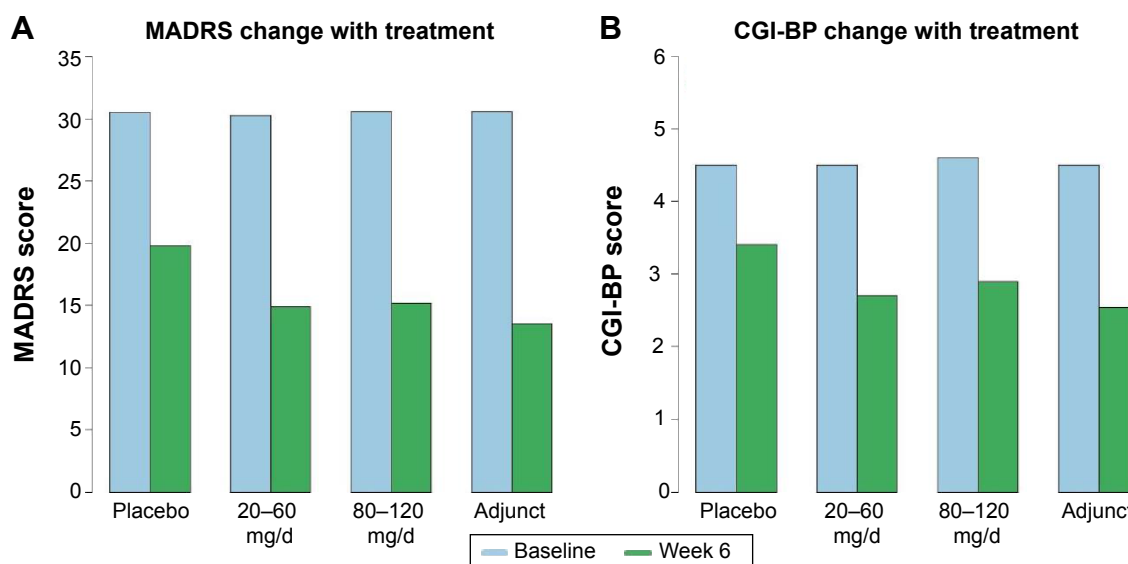 A MADRS change with treatment
35
30
25
20
15
10
5
0
MADRS score
Placebo 20–60 80–120 Adjunct
mg/d mg/d
B CGI-BP change with treatment
6
5
4
3
2
1
0
CGI-BP score
Placebo 20–60 80–120 Adjunct
mg/d mg/d
Baseline Week 6